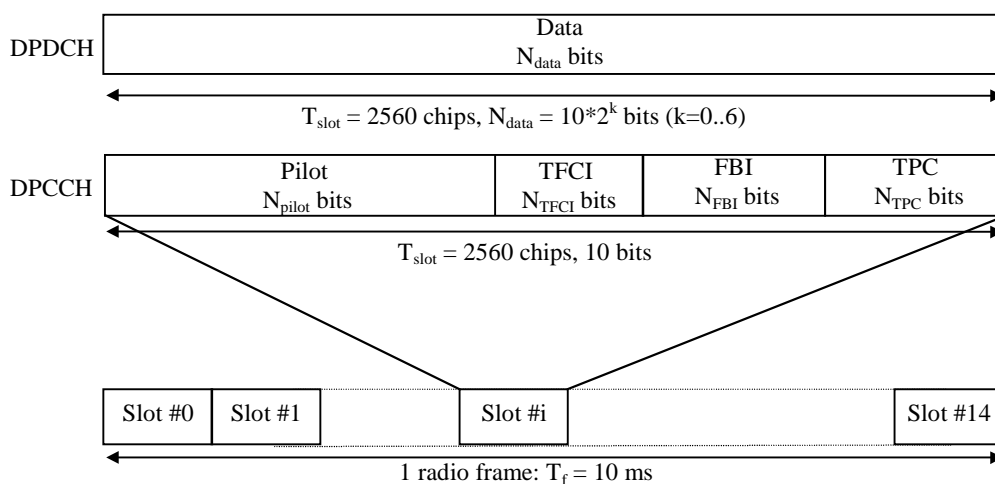 Data
DPDCH
N_data bits
T_slot = 2560 chips, N_data = 10*2^k bits (k=0..6)
Pilot TFCI FBI TPC
DPCCH
N_pilot bits N_TFCI bits N_FBI bits N_TPC bits
T_slot = 2560 chips, 10 bits
Slot #0 Slot #1 Slot #i Slot #14
1 radio frame: T_f = 10 ms